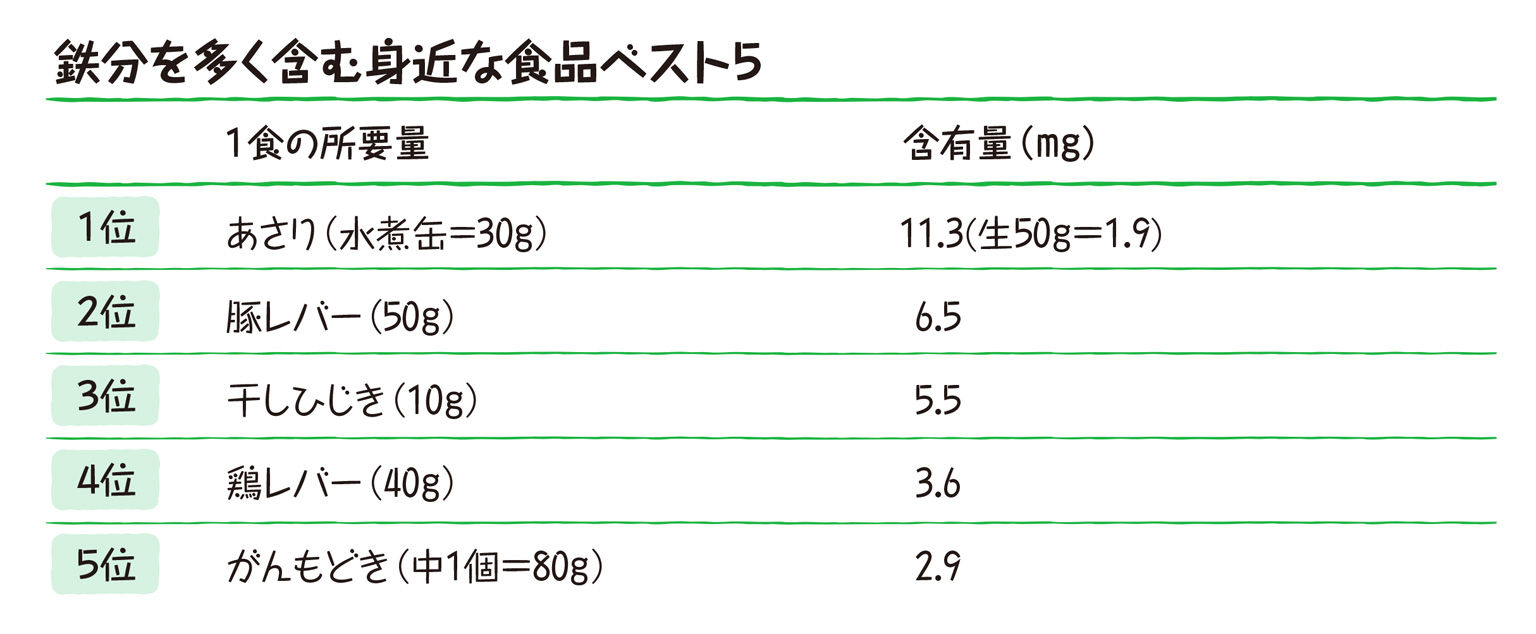 鉄分を多く含む身近な食品ベスト5
1食の所要量 含有量(mg)
1位 あさり(水煮缶=30g) 11.3(生50g=1.9)
2位 豚レバー(50g) 6.5
3位 干しひじき(10g) 5.5
4位 鶏レバー(40g) 3.6
5位 がんもどき(中1個=80g) 2.9